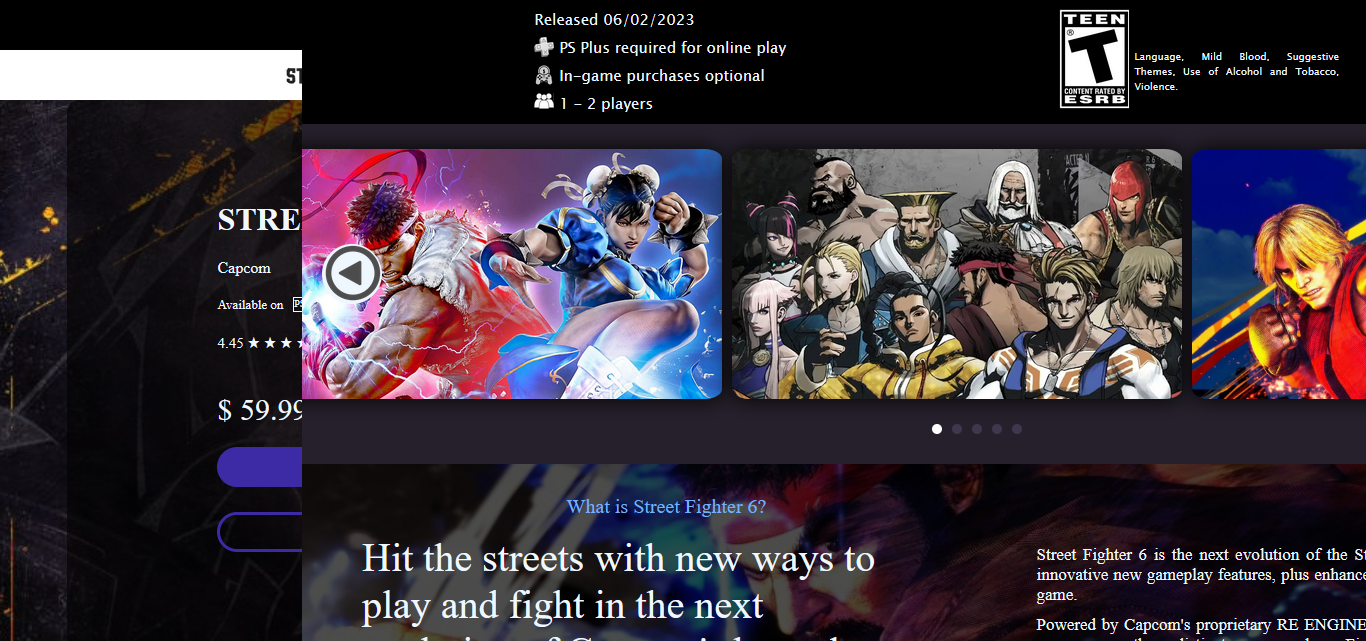 ST
STRE
Capcom
Available on PS
4.45 ★ ★ ★ ★
$ 59.99
Released 06/02/2023
PS Plus required for online play
In-game purchases optional
1 - 2 players
TEEN
T
®
CONTENT RATED BY
ESRB
Language, Mild Blood, Suggestive
Themes, Use of Alcohol and Tobacco,
Violence.
What is Street Fighter 6?
Hit the streets with new ways to
play and fight in the next
Street Fighter 6 is the next evolution of the St
innovative new gameplay features, plus enhance
game.
Powered by Capcom's proprietary RE ENGINE